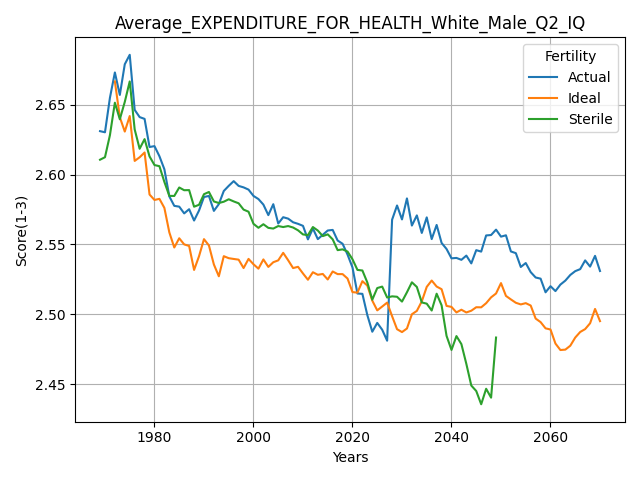 Average_EXPENDITURE_FOR_HEALTH_White_Male_Q2_IQ
Fertility
Actual
Ideal
Sterile
Score(1-3)
2.65
2.60
2.55
2.50
2.45
1980 2000 2020 2040 2060
Years